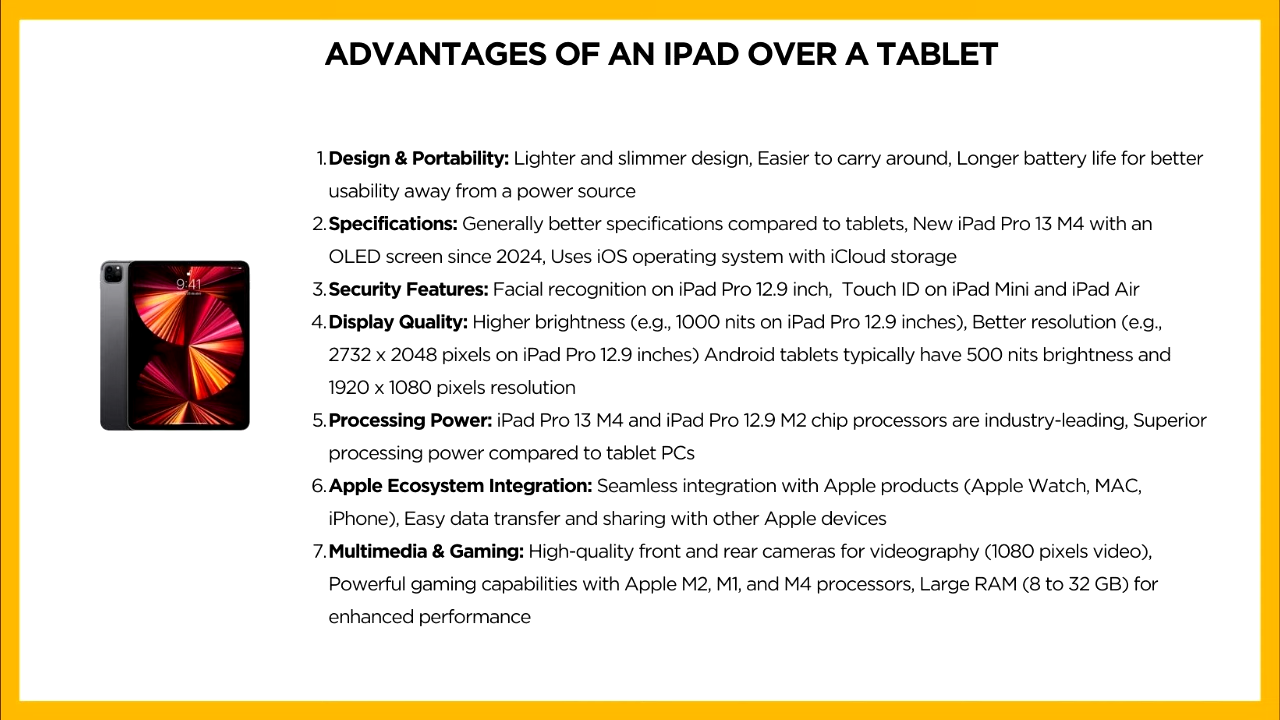 ADVANTAGES OF AN IPAD OVER A TABLET
1. Design & Portability: Lighter and slimmer design, Easier to carry around, Longer battery life for better
usability away from a power source
2. Specifications: Generally better specifications compared to tablets, New iPad Pro 13 M4 with an
OLED screen since 2024, Uses iOS operating system with iCloud storage
3. Security Features: Facial recognition on iPad Pro 12.9 inch,  Touch ID on iPad Mini and iPad Air
4. Display Quality: Higher brightness (e.g., 1000 nits on iPad Pro 12.9 inches), Better resolution (e.g.,
2732 x 2048 pixels on iPad Pro 12.9 inches) Android tablets typically have 500 nits brightness and
1920 x 1080 pixels resolution
5. Processing Power: iPad Pro 13 M4 and iPad Pro 12.9 M2 chip processors are industry-leading, Superior
processing power compared to tablet PCs
6. Apple Ecosystem Integration: Seamless integration with Apple products (Apple Watch, MAC,
iPhone), Easy data transfer and sharing with other Apple devices
7. Multimedia & Gaming: High-quality front and rear cameras for videography (1080 pixels video),
Powerful gaming capabilities with Apple M2, M1, and M4 processors, Large RAM (8 to 32 GB) for
enhanced performance
9:41